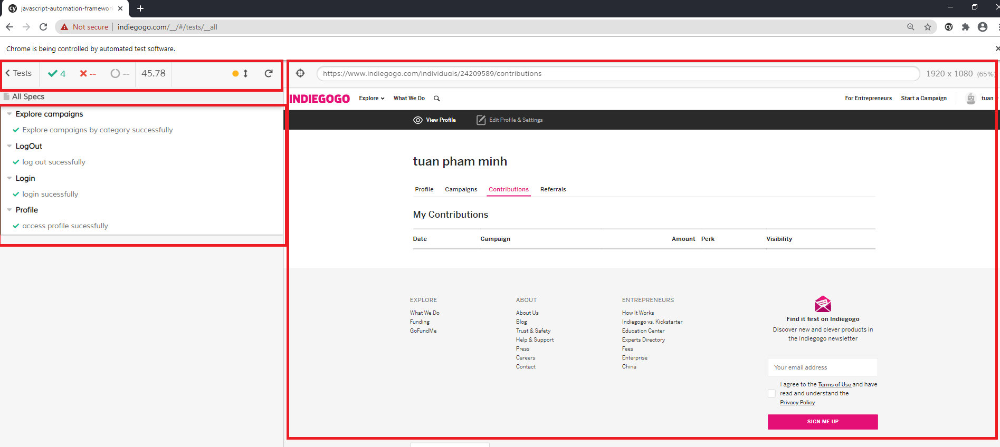 javascript-automation-framework
Not secure indiegogo.com/__/#/tests/__all
Chrome is being controlled by automated test software.
Tests 4 -- -- 45.78
https://www.indiegogo.com/individuals/24209589/contributions 1920 x 1080 (65%)
All Specs
Explore campaigns
Explore campaigns by category successfully
LogOut
log out sucessfully
Login
login sucessfully
Profile
access profile sucessfully
INDIEGOGO Explore What We Do For Entrepreneurs Start a Campaign tuan
View Profile Edit Profile & Settings
tuan pham minh
Profile Campaigns Contributions Referrals
My Contributions
Date Campaign Amount Perk Visibility
EXPLORE
What We Do
Funding
GoFundMe
ABOUT
About Us
Blog
Trust & Safety
Help & Support
Press
Careers
Contact
ENTREPRENEURS
How It Works
Indiegogo vs. Kickstarter
Education Center
Experts Directory
Fees
Enterprise
China
Find it first on Indiegogo
Discover new and clever products in
the Indiegogo newsletter
Your email address
I agree to the Terms of Use and have
read and understand the
Privacy Policy
SIGN ME UP